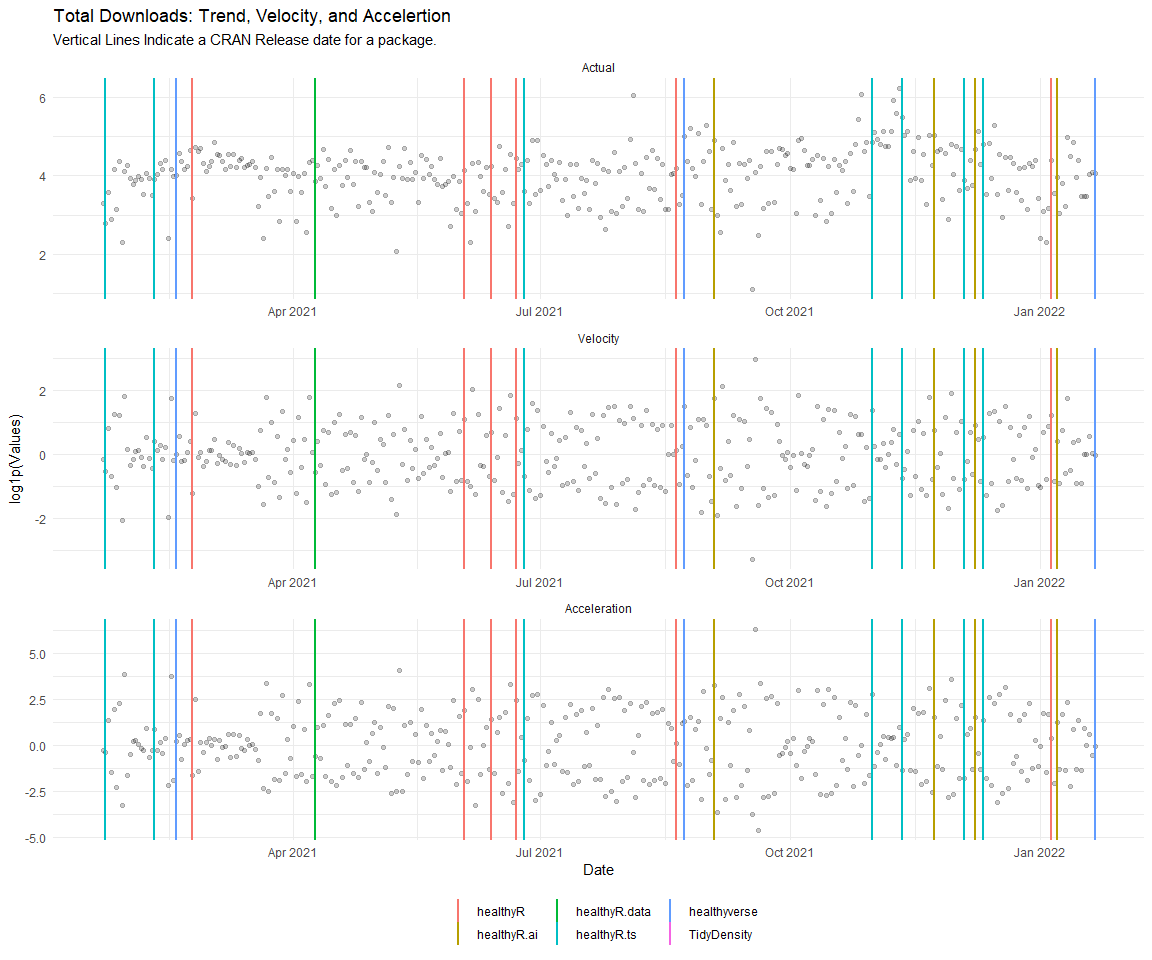 Total Downloads: Trend, Velocity, and Accelertion
Vertical Lines Indicate a CRAN Release date for a package.
Actual
6
4
2
Apr 2021
Jul 2021
Oct 2021
Jan 2022
Velocity
2
0
-2
Apr 2021
Jul 2021
Oct 2021
Jan 2022
Acceleration
5.0
2.5
0.0
-2.5
-5.0
Apr 2021
Jul 2021
Oct 2021
Jan 2022
log1p(Values)
Date
healthyR
healthyR.data
healthyverse
healthyR.ai
healthyR.ts
TidyDensity